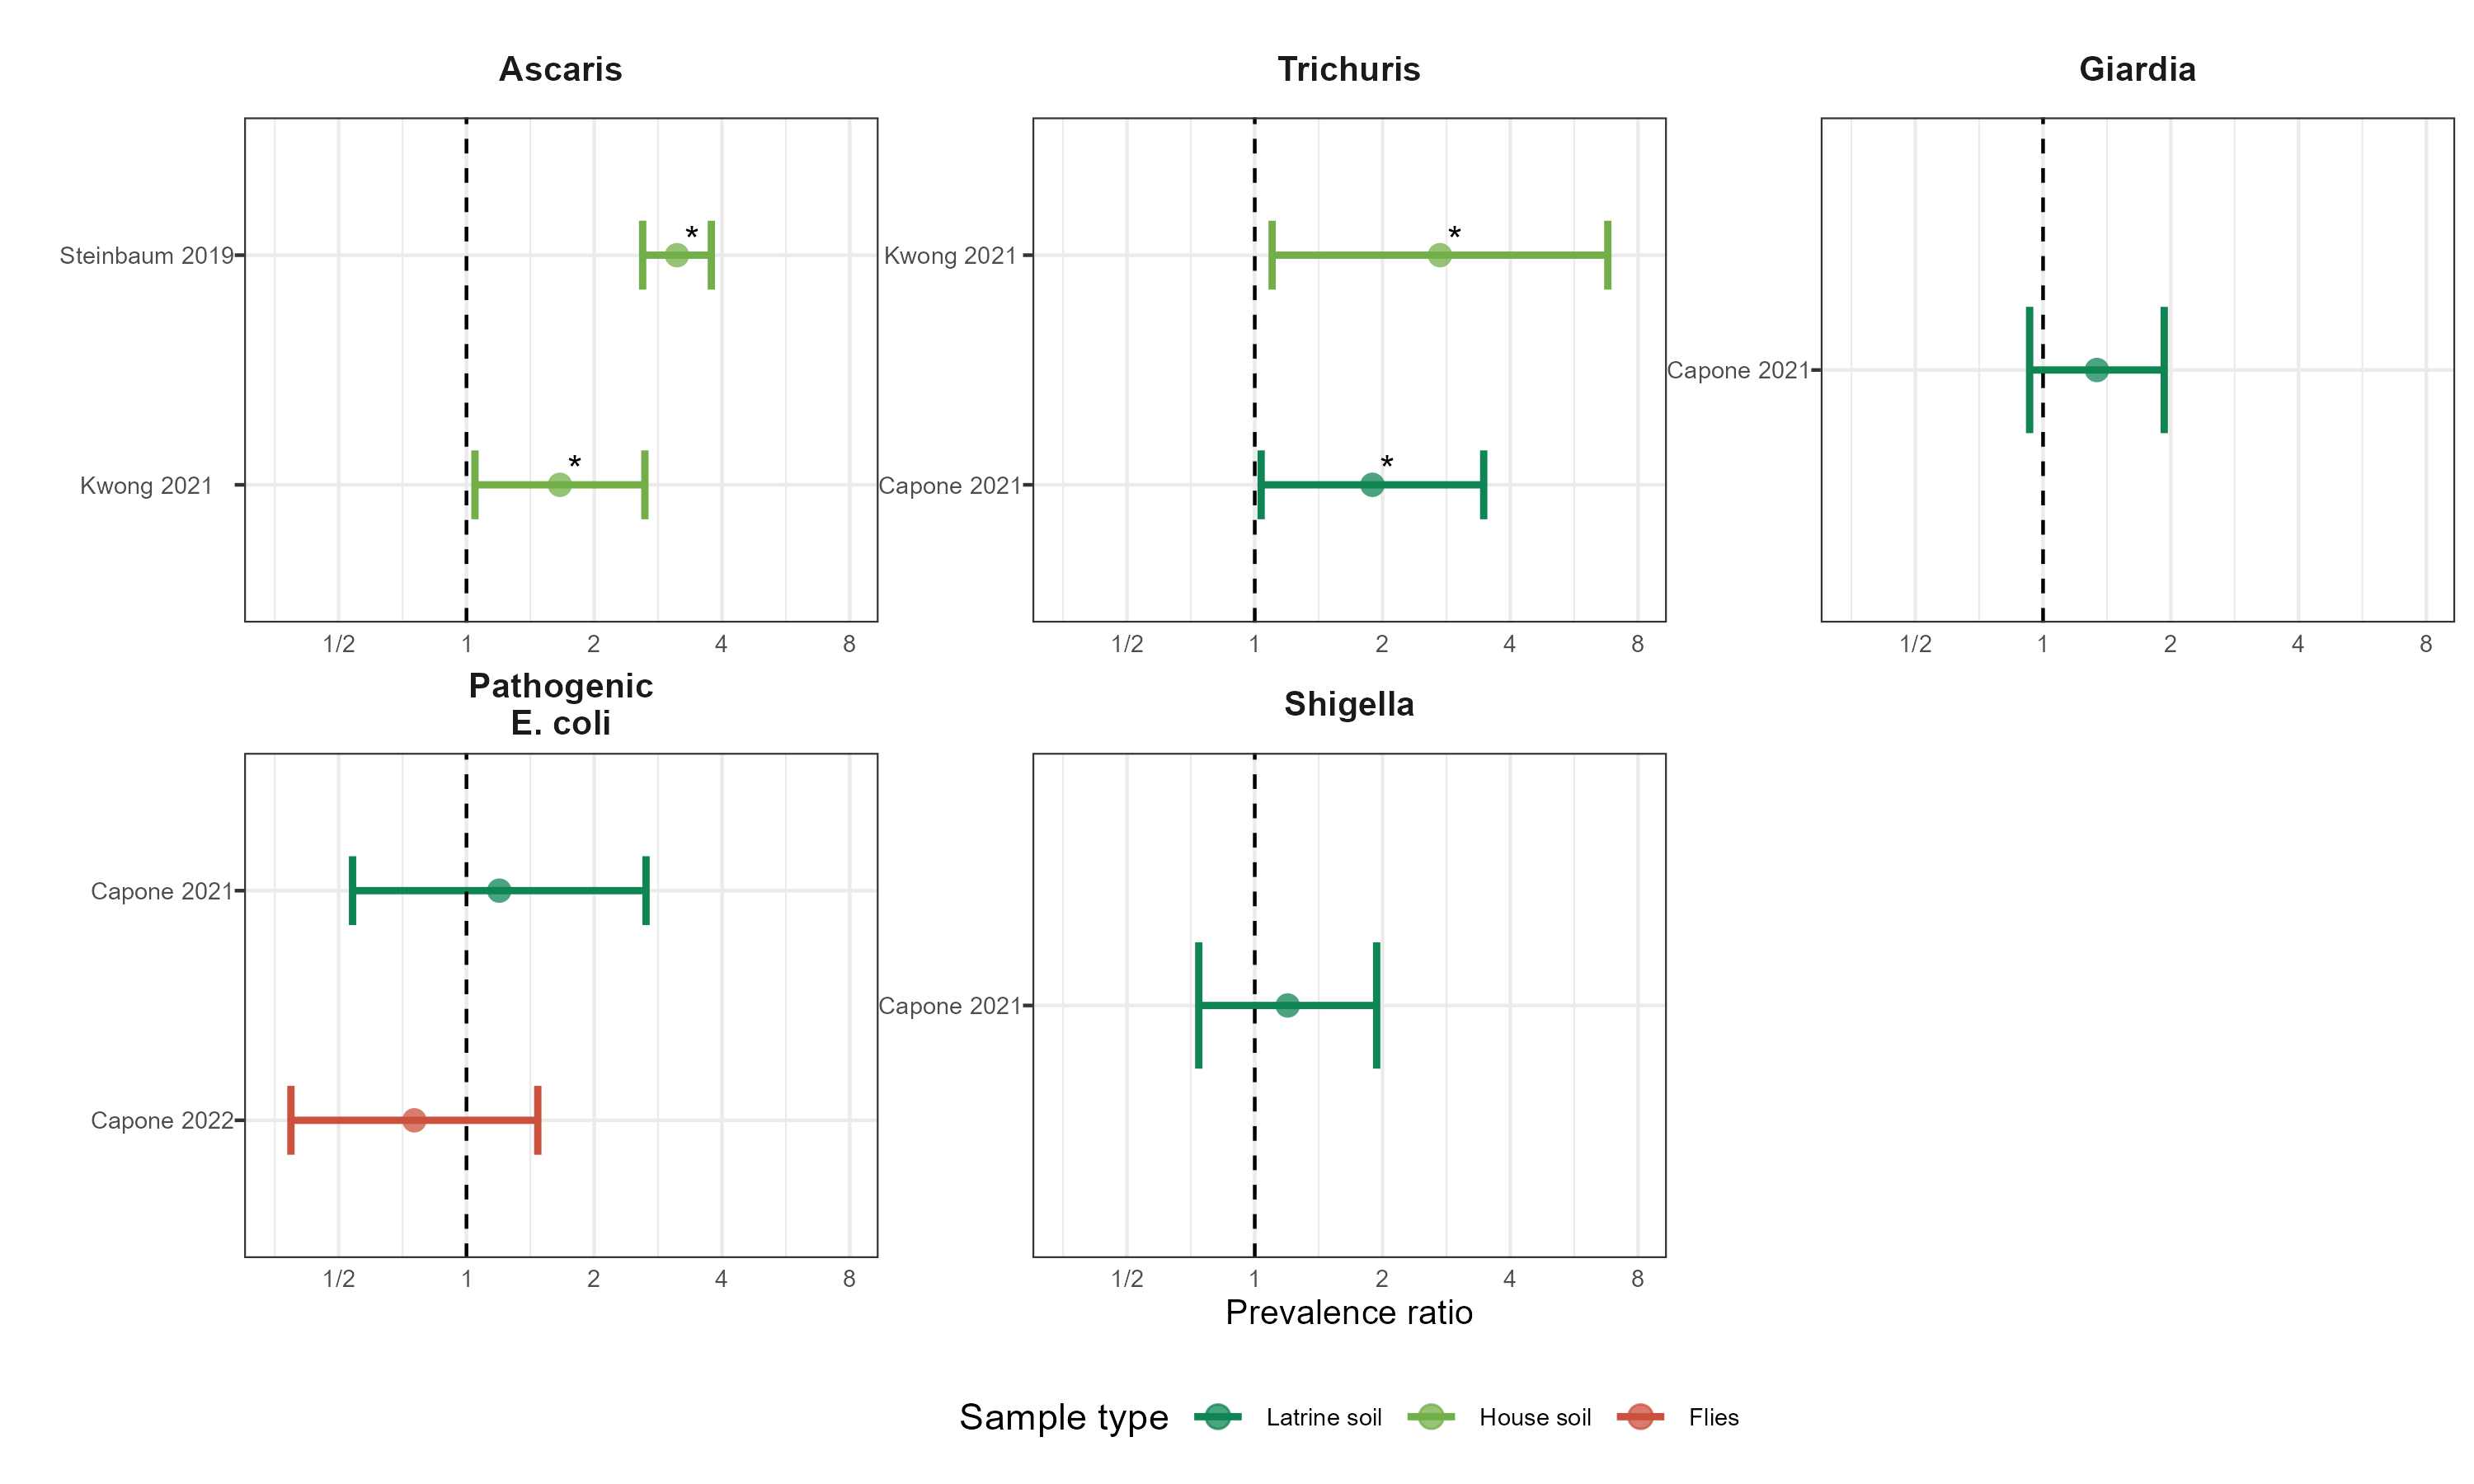 Ascaris
Trichuris
Giardia
Steinbaum 2019
*
Kwong 2021
*
Kwong 2021
*
Capone 2021
*
Capone 2021
1/2 1 2 4 8
1/2 1 2 4 8
1/2 1 2 4 8
Pathogenic
E. coli
Shigella
Capone 2021
Capone 2022
Capone 2021
1/2 1 2 4 8
1/2 1 2 4 8
Prevalence ratio
Sample type Latrine soil House soil Flies